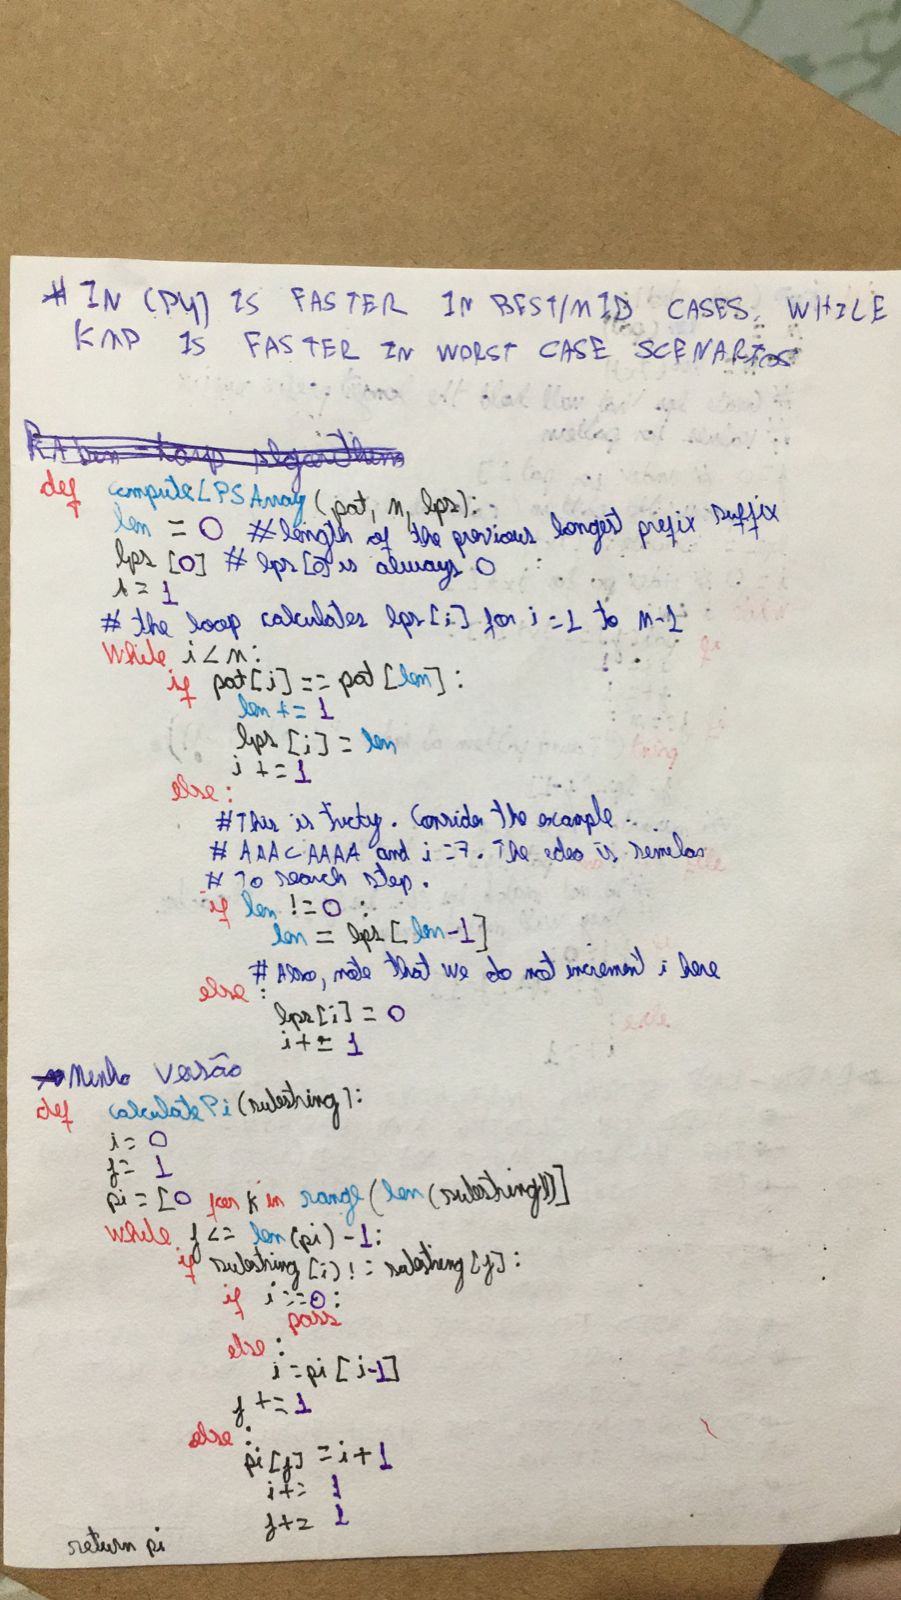 # IN (PY) IS FASTER IN BEST/MID CASES, WHILE
KMP IS FASTER IN WORST CASE SCENARIOS
Rabin-karp algorithm
def computeLPSArray(pat, m, lps):
len = 0 #length of the previous longest prefix suffix
lps[0] # lps[0] is always 0
i = 1
# the loop calculates lps[i] for i = 1 to m-1
while i < m:
if pat[i] == pat[len]:
len += 1
lps[i] = len
i += 1
else:
#This is tricty. Consider the example.
# AAACAAAA and i = 7. The idea is similar
# To search step.
if len != 0:
len = lps[len-1]
# Also, note that we do not increment i here
else:
lps[i] = 0
i += 1
Minha versão
def calculatePi(substring):
i = 0
j = 1
pi = [0 for k in range(len(substring))]
while j <= len(pi) - 1:
if substring[i] != substring[j]:
if i == 0:
pass
else:
i = pi[i-1]
j += 1
else:
pi[j] = i + 1
i += 1
j += 1
return pi